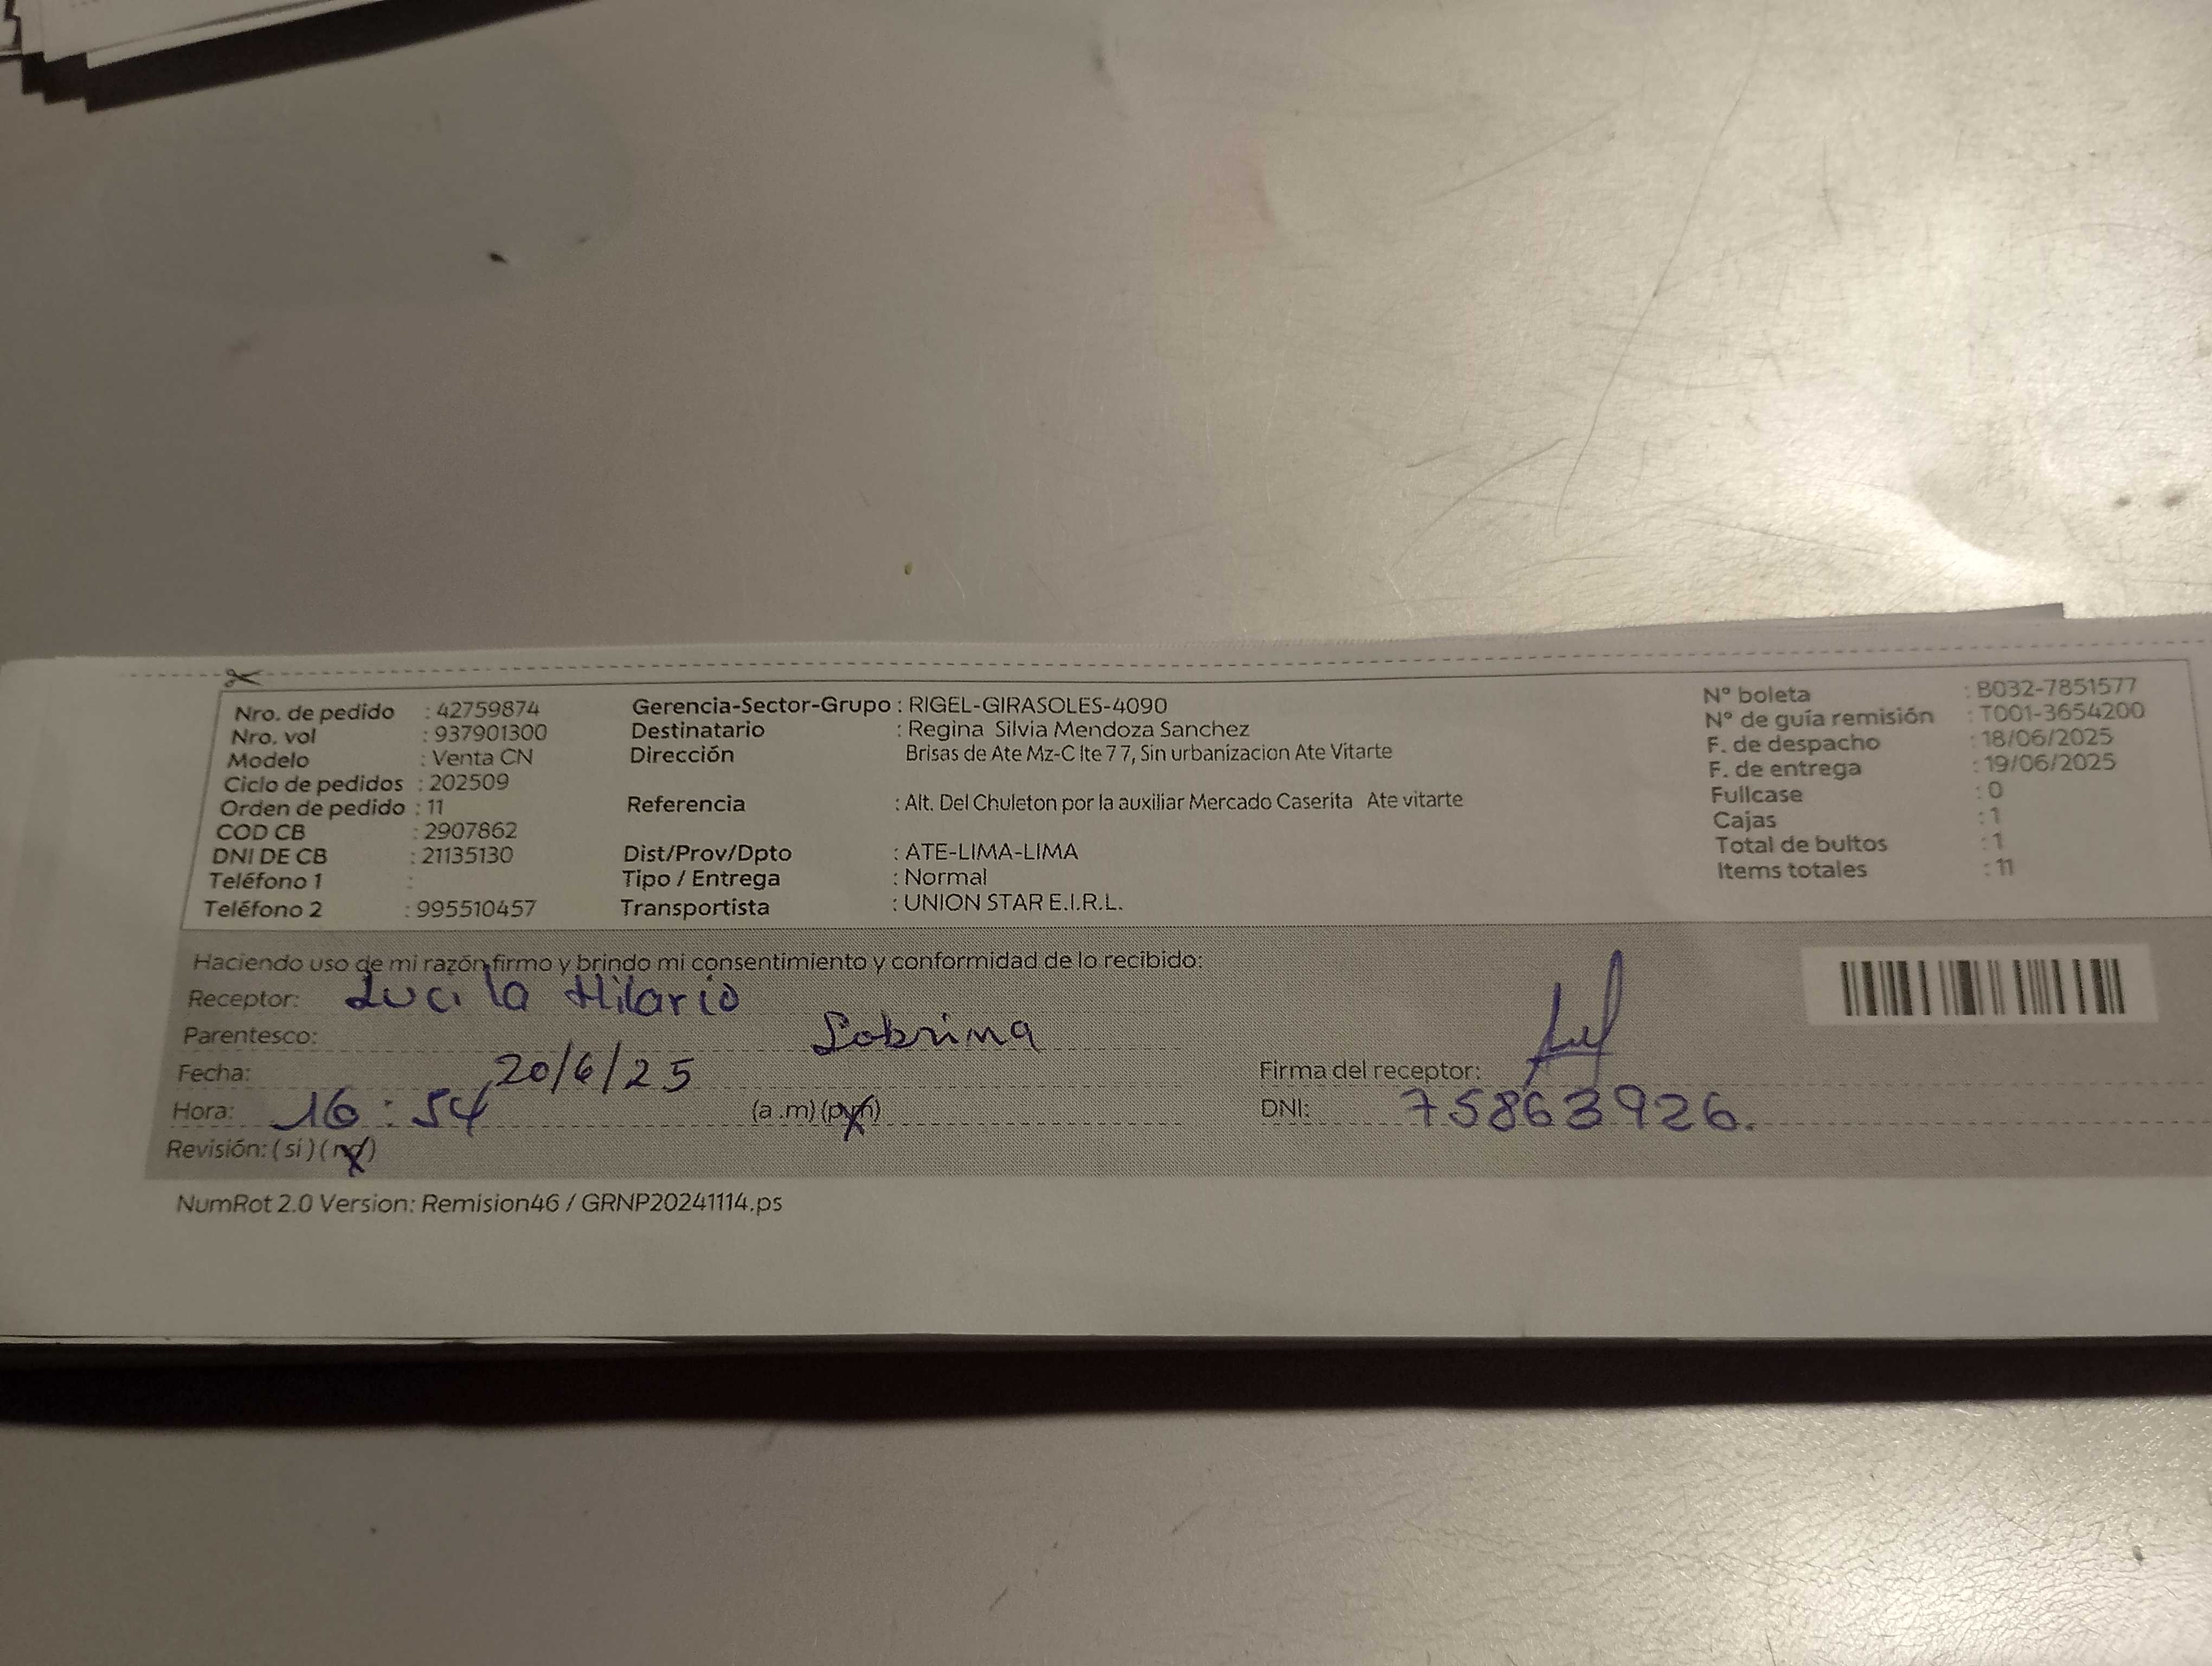 Nro. de pedido : 42759874
Nro. vol : 937901300
Modelo : Venta CN
Ciclo de pedidos : 202509
Orden de pedido : 11
COD CB : 2907862
DNI DE CB : 21135130
Teléfono 1 :
Teléfono 2 : 995510457
Gerencia-Sector-Grupo : RIGEL-GIRASOLES-4090
Destinatario : Regina Silvia Mendoza Sanchez
Dirección Brisas de Ate Mz-C lte 7 7, Sin urbanizacion Ate Vitarte
Referencia : Alt. Del Chuleton por la auxiliar Mercado Caserita Ate vitarte
Dist/Prov/Dpto : ATE-LIMA-LIMA
Tipo / Entrega : Normal
Transportista : UNION STAR E.I.R.L.
N° boleta : B032-7851577
N° de guía remisión : T001-3654200
F. de despacho : 18/06/2025
F. de entrega : 19/06/2025
Fullcase : 0
Cajas : 1
Total de bultos : 1
Items totales : 11
Haciendo uso de mi razón firmo y brindo mi consentimiento y conformidad de lo recibido:
Receptor: Lucila Hilario
Parentesco: Sobrina
Fecha: 20/6/25
Hora: 16:54 (a.m) (pm)
Revisión: (si) (no)
Firma del receptor:
DNI: 75863926.
NumRot 2.0 Version: Remision46 / GRNP20241114.ps